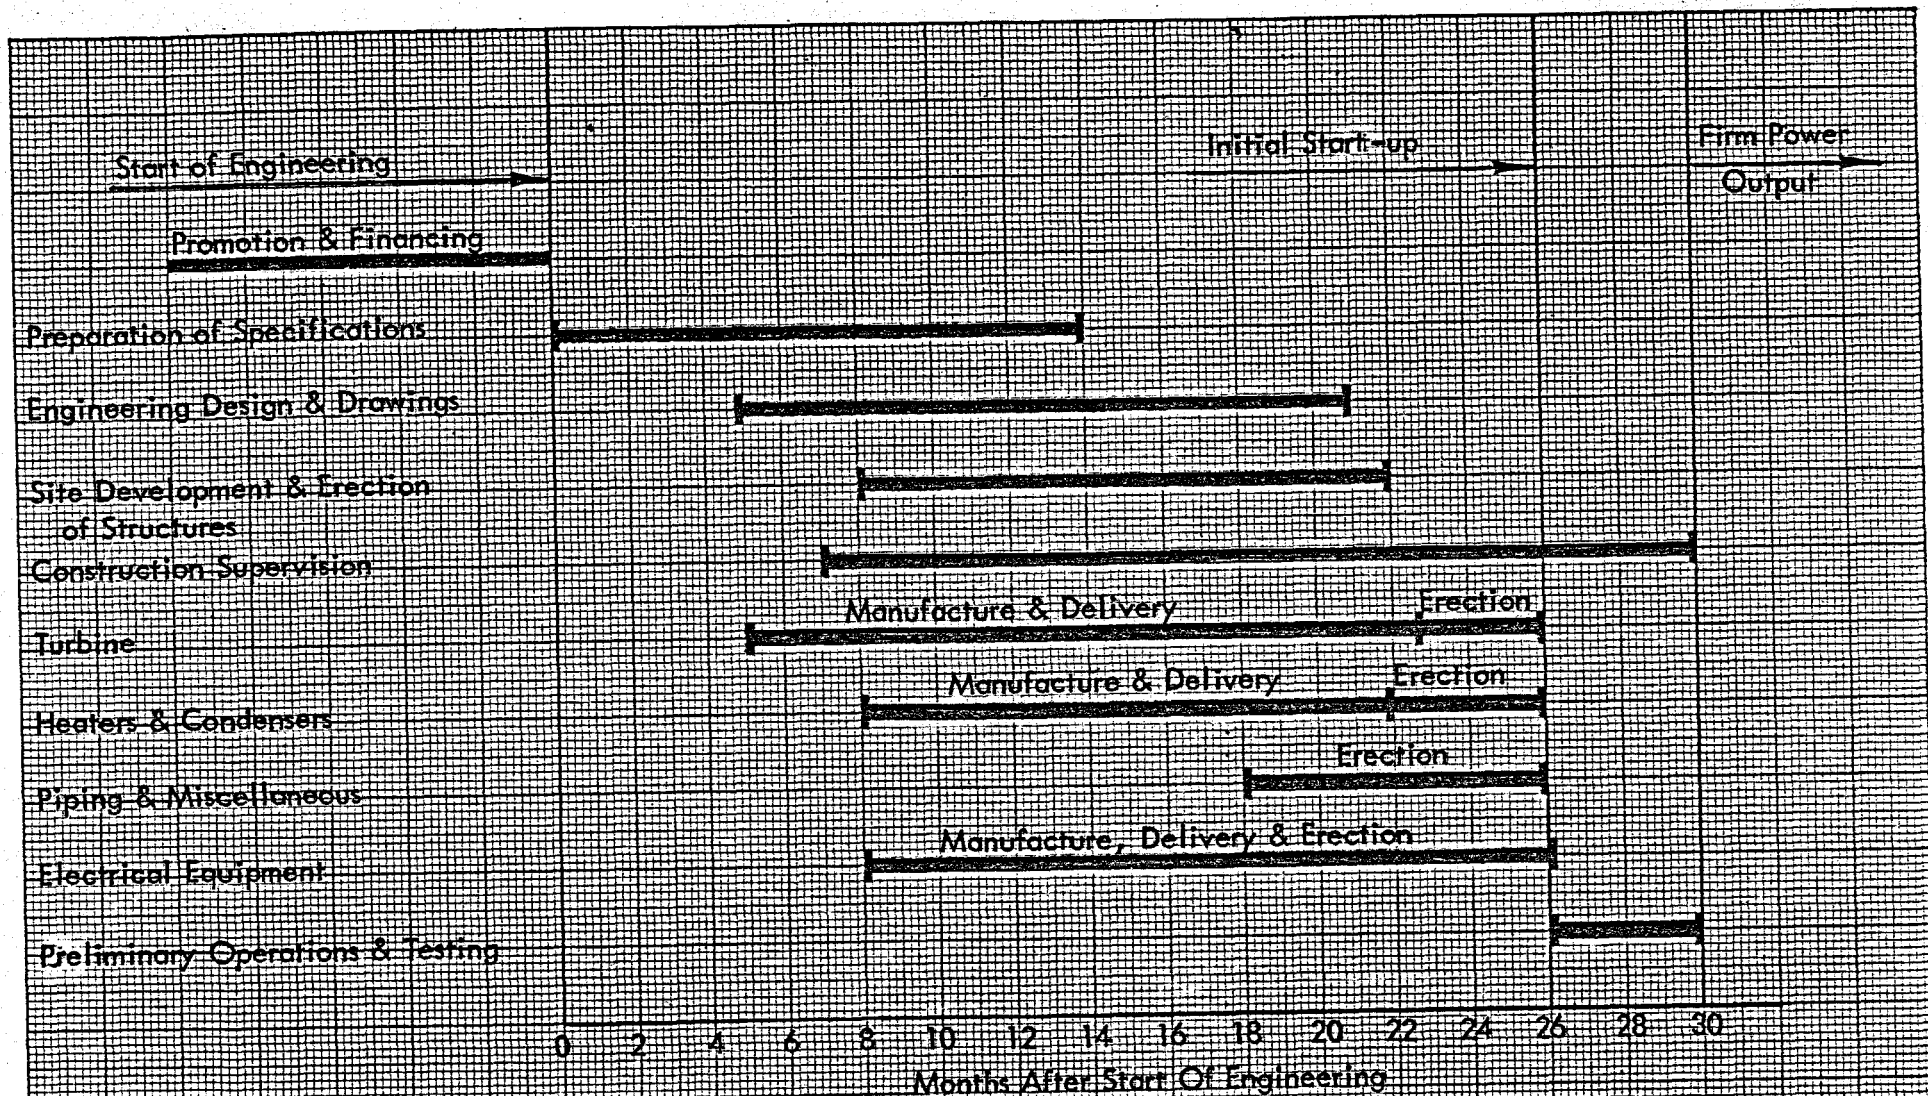 Start of Engineering
Initial Start-up
Firm Power
Output
Promotion & Financing
Preparation of Specifications
Engineering Design & Drawings
Site Development & Erection
of Structures
Construction Supervision
Manufacture & Delivery Erection
Turbine
Manufacture & Delivery Erection
Heaters & Condensers
Erection
Piping & Miscellaneous
Manufacture, Delivery & Erection
Electrical Equipment
Preliminary Operations & Testing
0 2 4 6 8 10 12 14 16 18 20 22 24 26 28 30
Months After Start Of Engineering